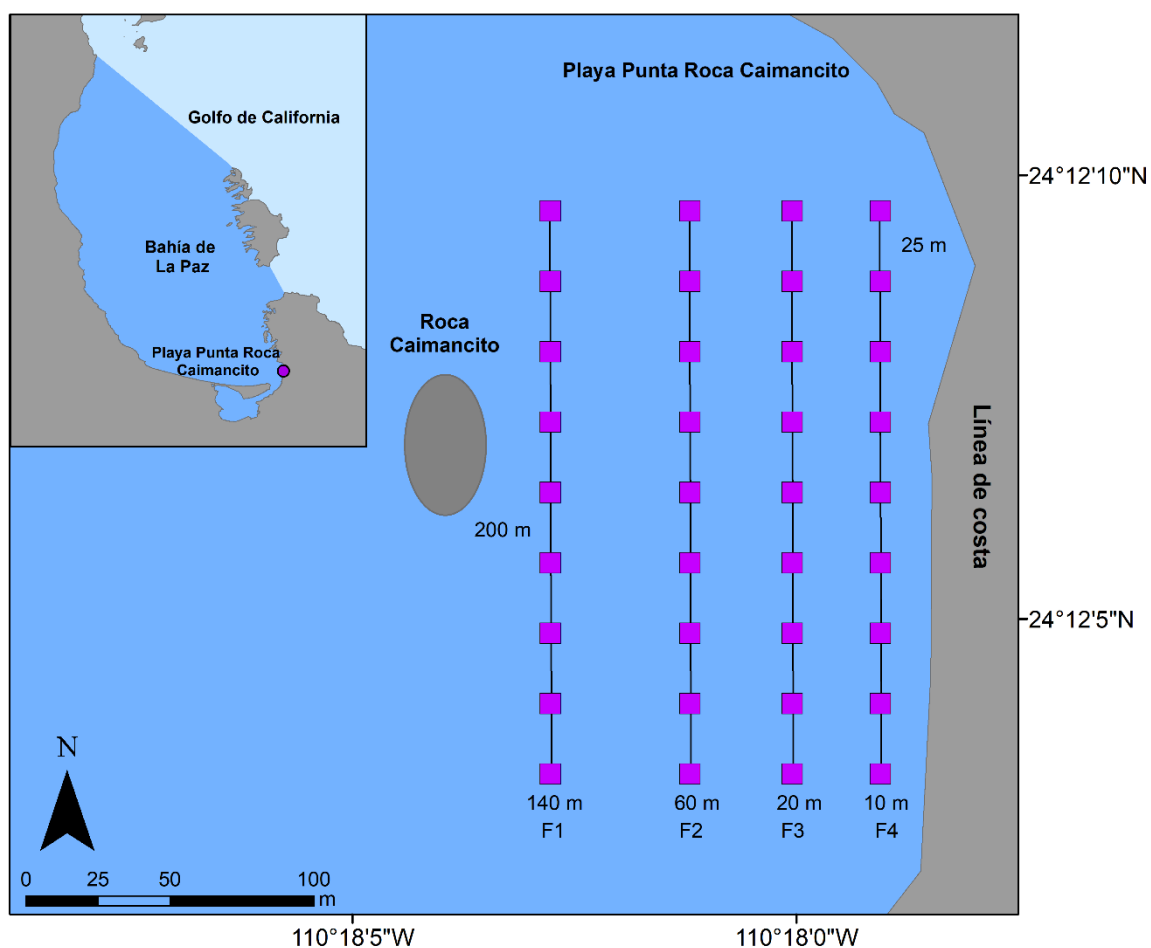 Playa Punta Roca Caimancito
Golfo de California
Bahía de
La Paz
Playa Punta Roca
Caimancito
24°12'10"N
25 m
Roca
Caimancito
Línea de costa
200 m
24°12'5"N
140 m
60 m
20 m
10 m
F1
F2
F3
F4
N
0
25
50
100
m
110°18'5"W
110°18'0"W